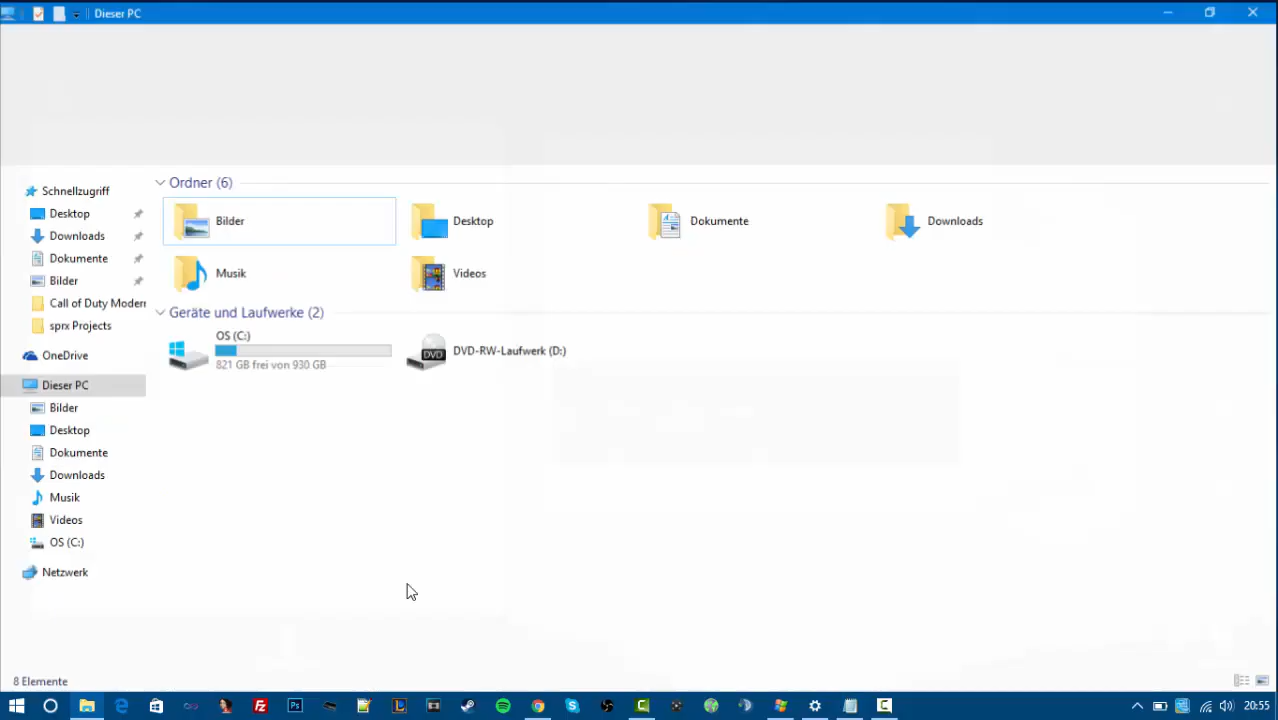 Dieser PC
Schnellzugriff
Desktop
Downloads
Dokumente
Bilder
Call of Duty Modern
sprx Projects
OneDrive
Dieser PC
Bilder
Desktop
Dokumente
Downloads
Musik
Videos
OS (C:)
Netzwerk
Ordner (6)
Bilder
Desktop
Dokumente
Downloads
Musik
Videos
Geräte und Laufwerke (2)
OS (C:)
821 GB frei von 930 GB
DVD
DVD-RW-Laufwerk (D:)
8 Elemente
Ps
20:55